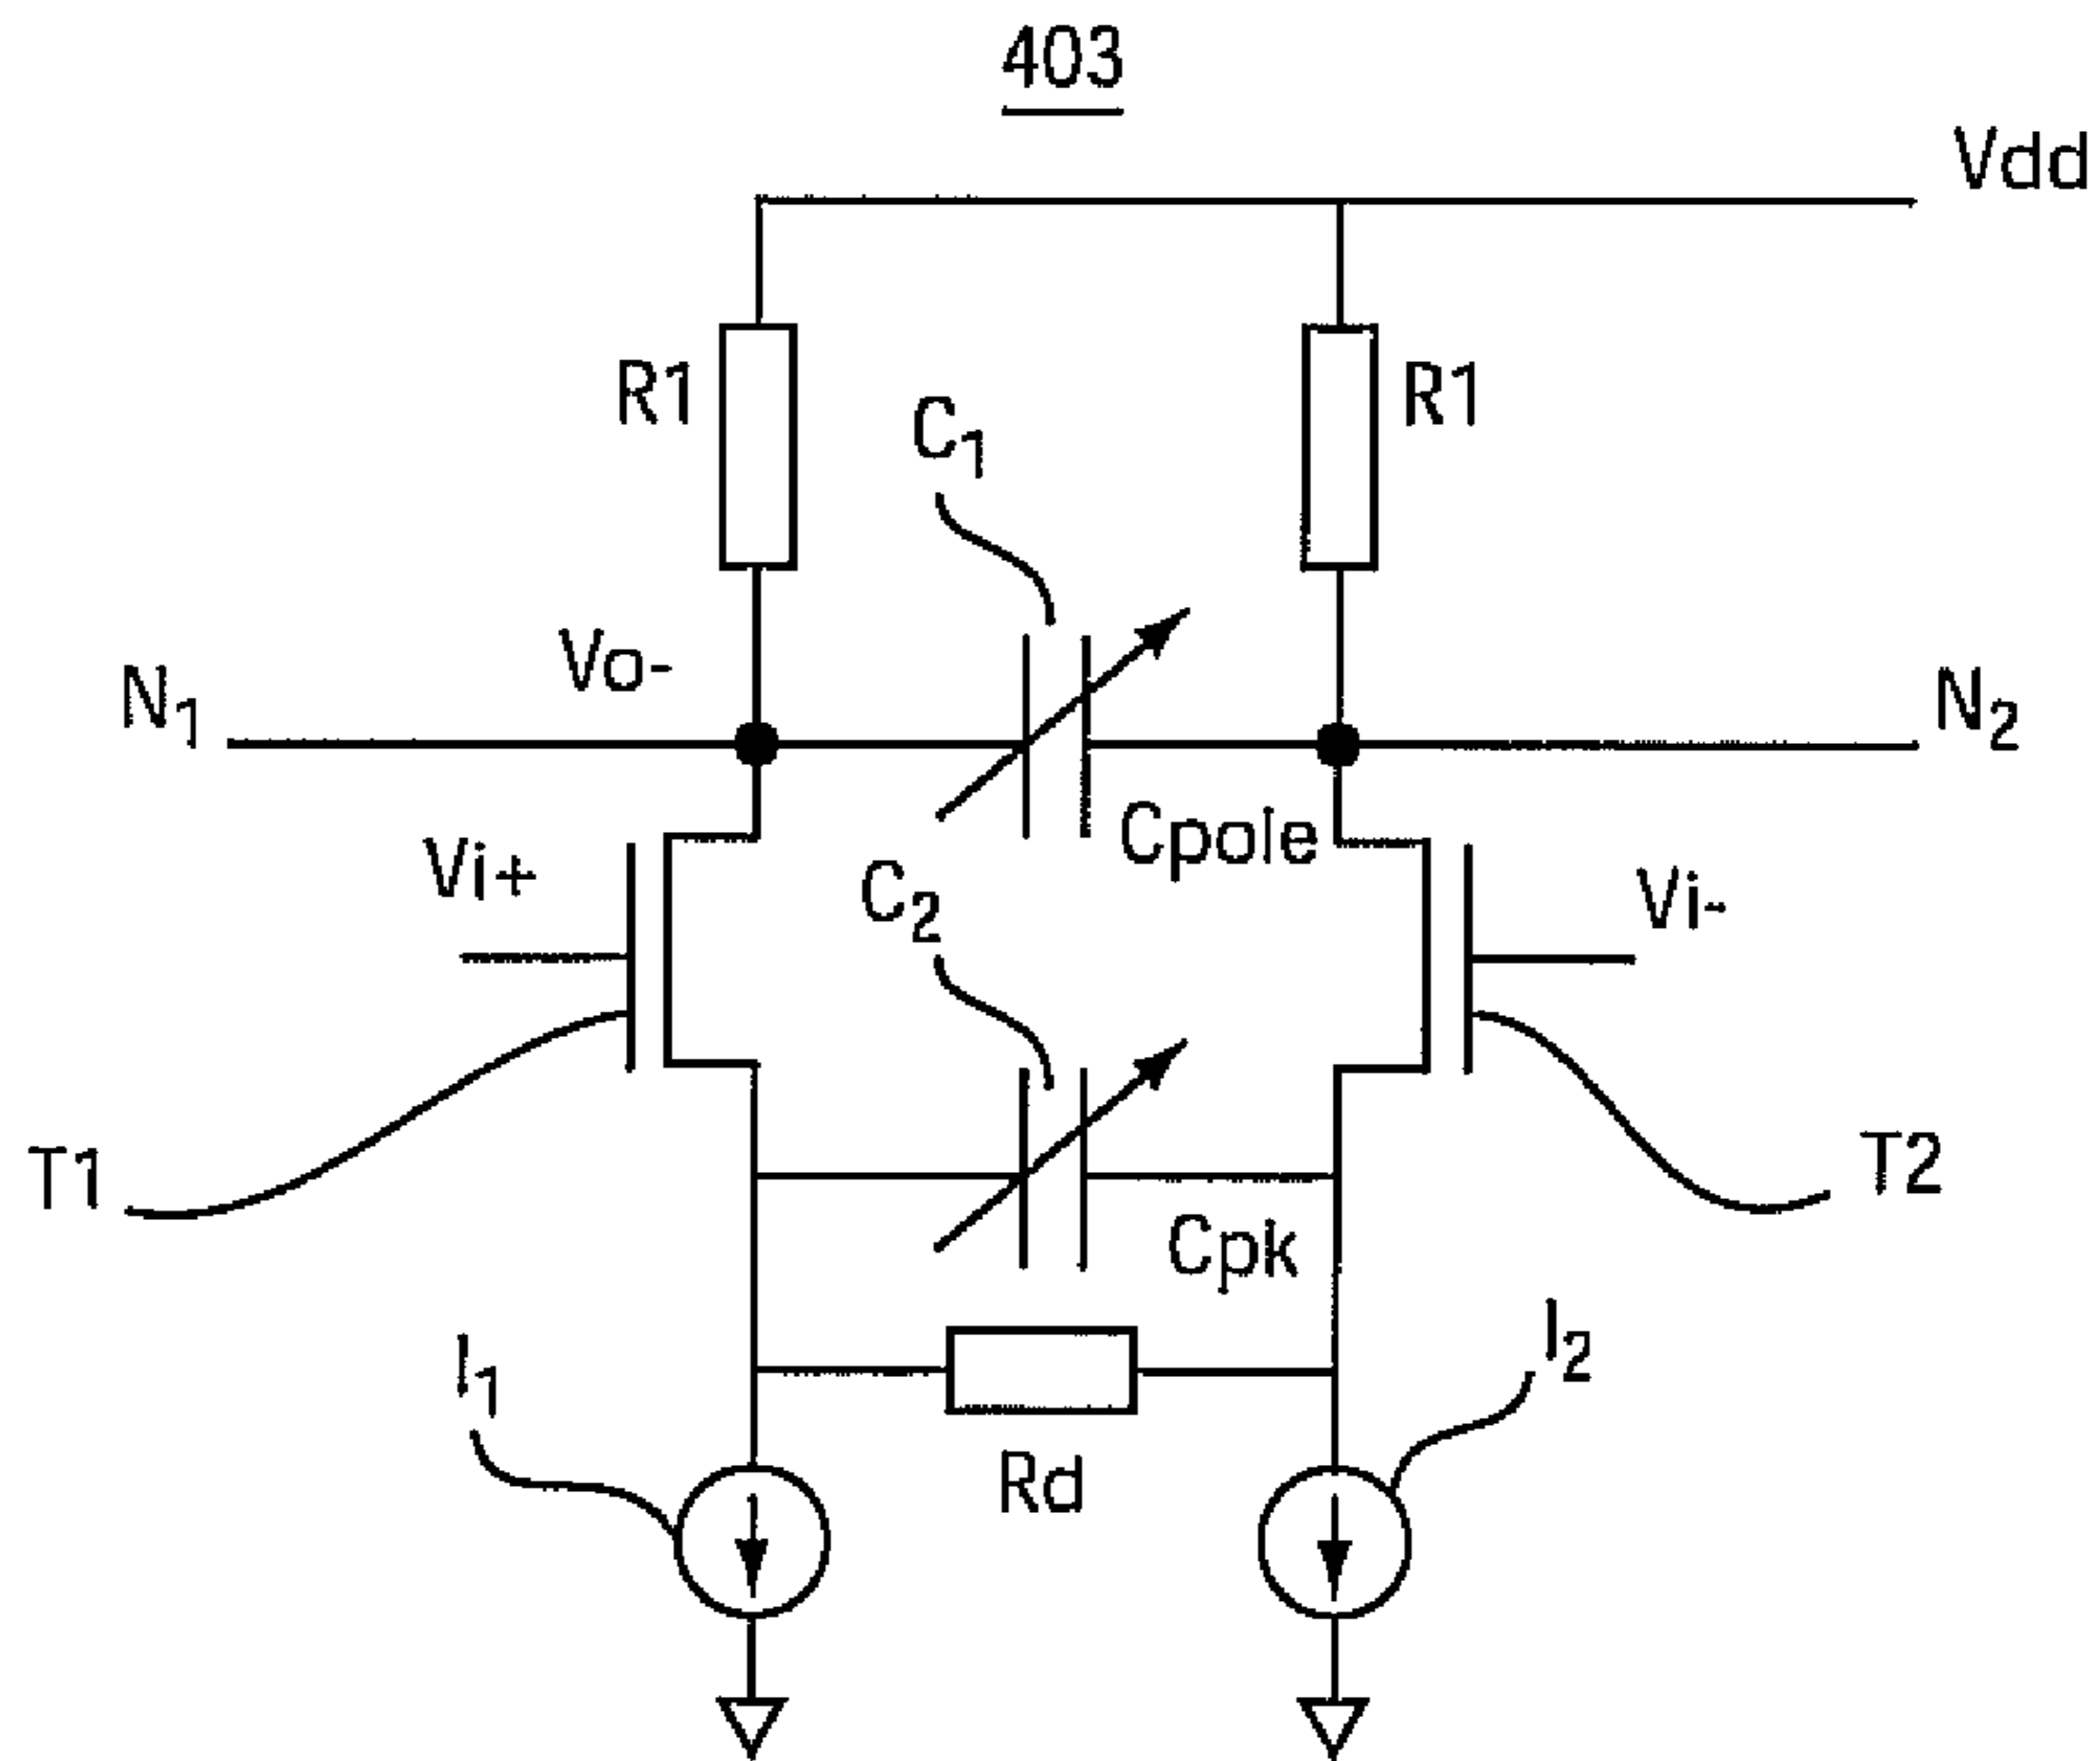 403
Vdd
R1
R1
C1
Vo-
N1
N2
Cpole
Vi+
C2
Vi-
T1
T2
Cpk
I1
I2
Rd